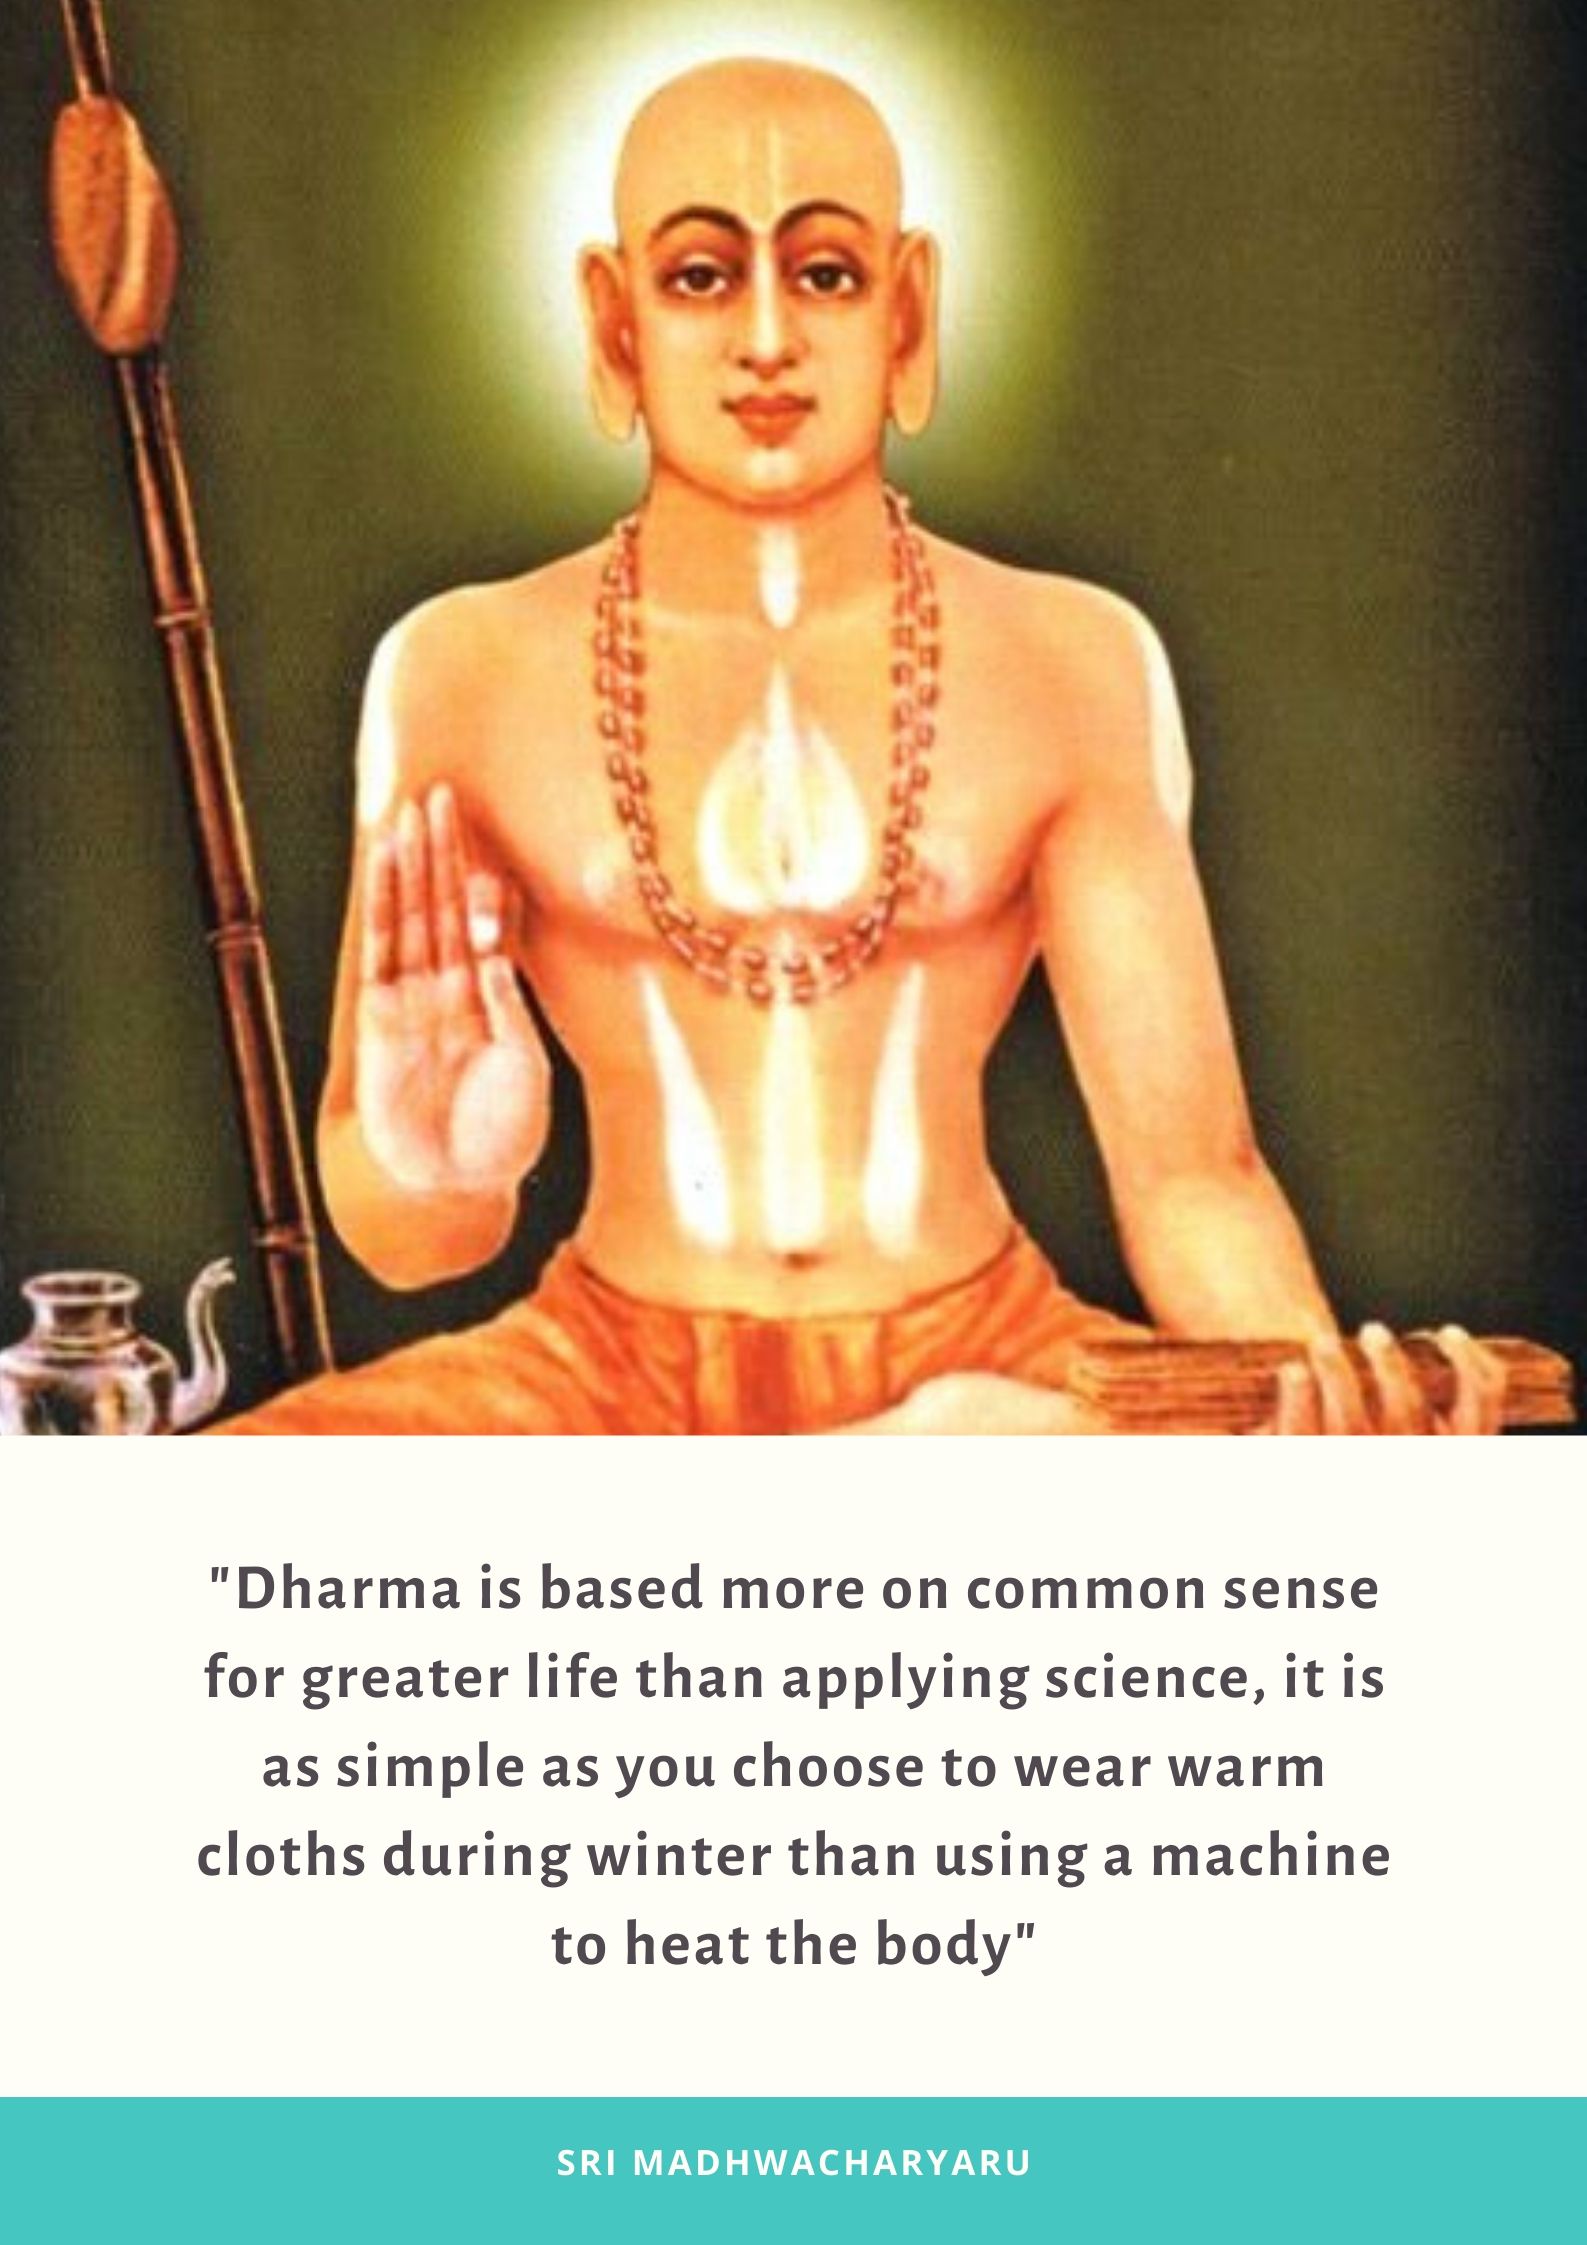 "Dharma is based more on common sense
for greater life than applying science, it is
as simple as you choose to wear warm
cloths during winter than using a machine
to heat the body"
SRI MADHWACHARYARU